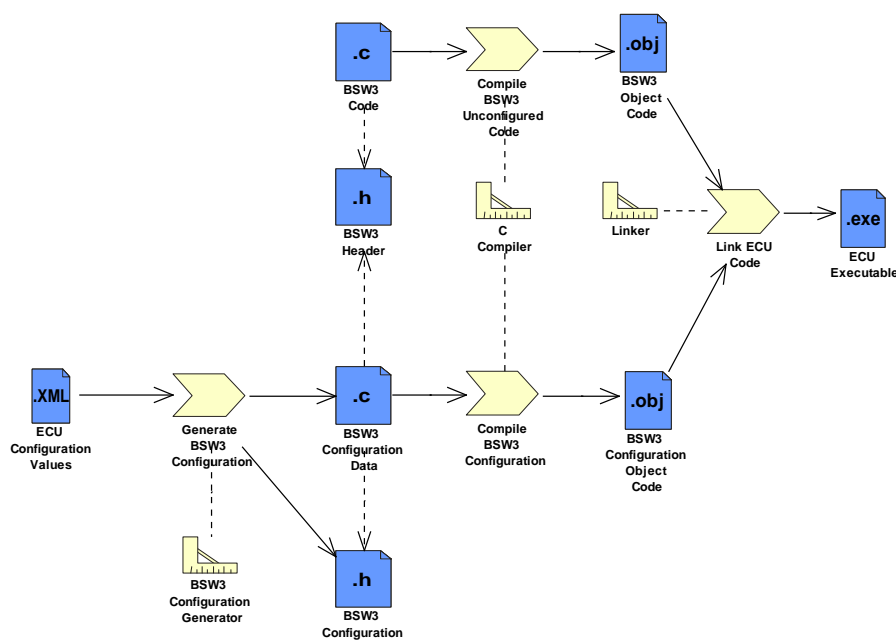 .c
BSW3
Code
Compile
BSW3
Unconfigured
Code
.obj
BSW3
Object
Code
.h
BSW3
Header
C
Compiler
Linker
Link ECU
Code
.exe
ECU
Executable
.XML
ECU
Configuration
Values
Generate
BSW3
Configuration
.c
BSW3
Configuration
Data
Compile
BSW3
Configuration
.obj
BSW3
Configuration
Object
Code
BSW3
Configuration
Generator
.h
BSW3
Configuration